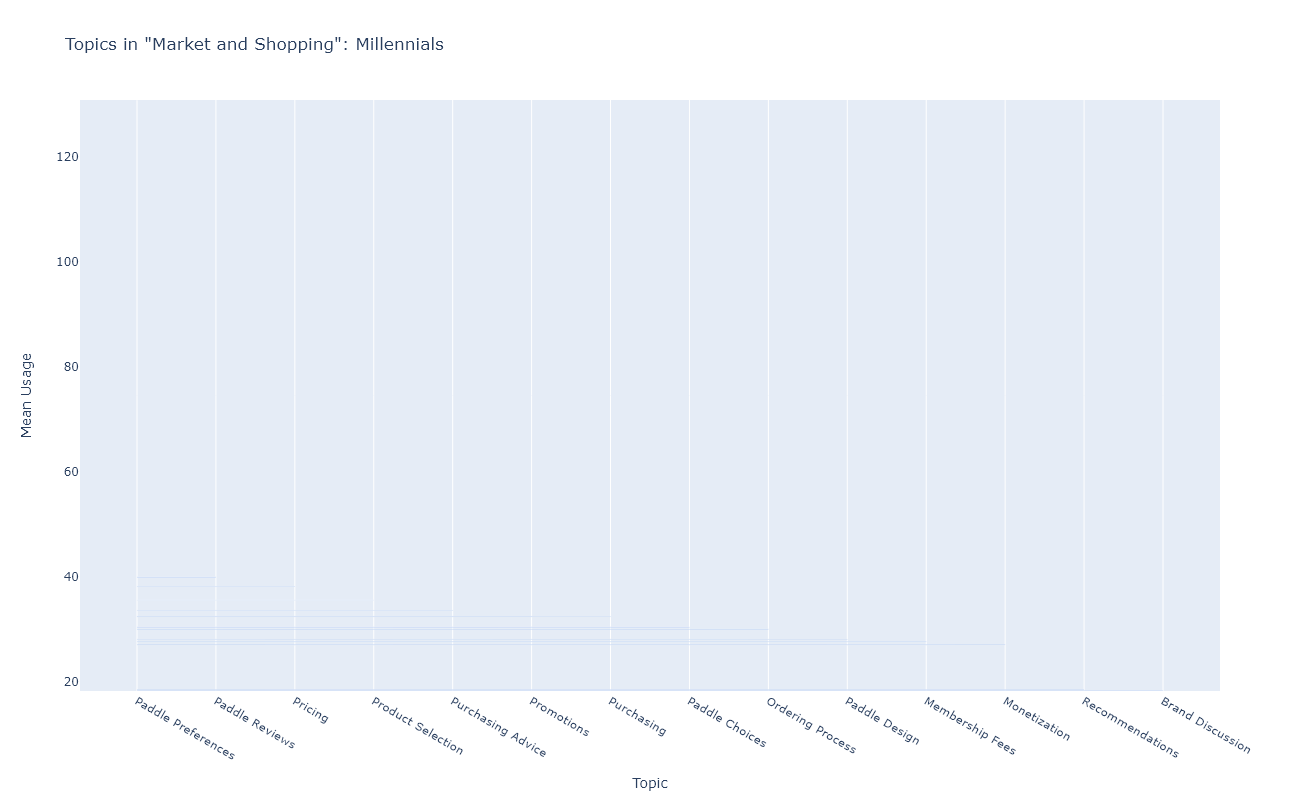 Topics in "Market and Shopping": Millennials
120
100
80
60
40
20
Mean Usage
Paddle Preferences
Paddle Reviews
Pricing
Product Selection
Purchasing Advice
Promotions
Purchasing
Paddle Choices
Ordering Process
Paddle Design
Membership Fees
Monetization
Recommendations
Brand Discussion
Topic